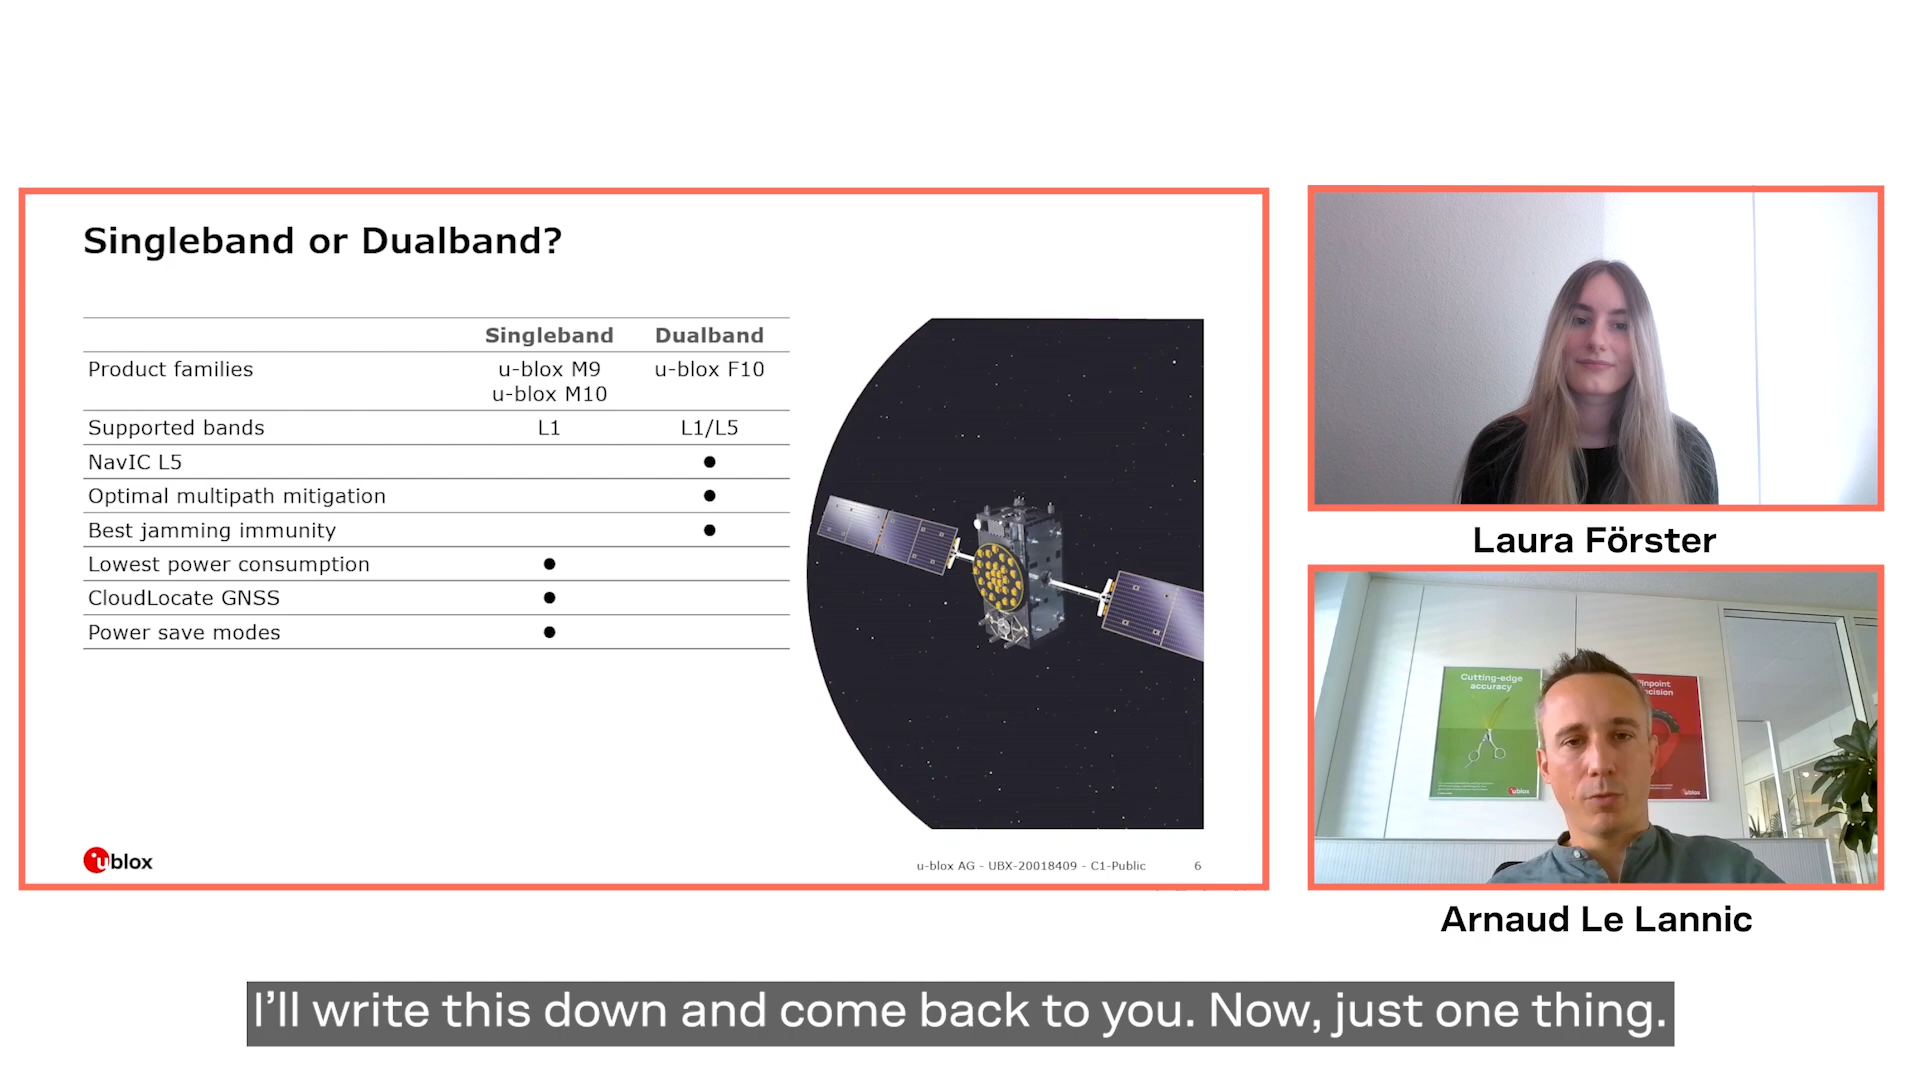 Singleband or Dualband?
Singleband Dualband
Product families u-blox M9 u-blox F10
u-blox M10
Supported bands L1 L1/L5
NavIC L5 ●
Optimal multipath mitigation ●
Best jamming immunity ●
Lowest power consumption ●
CloudLocate GNSS ●
Power save modes ●
ublox
u-blox AG - UBX-20018409 - C1-Public 6
Laura Förster
Cutting-edge
accuracy
ublox
ublox
Arnaud Le Lannic
I’ll write this down and come back to you. Now, just one thing.